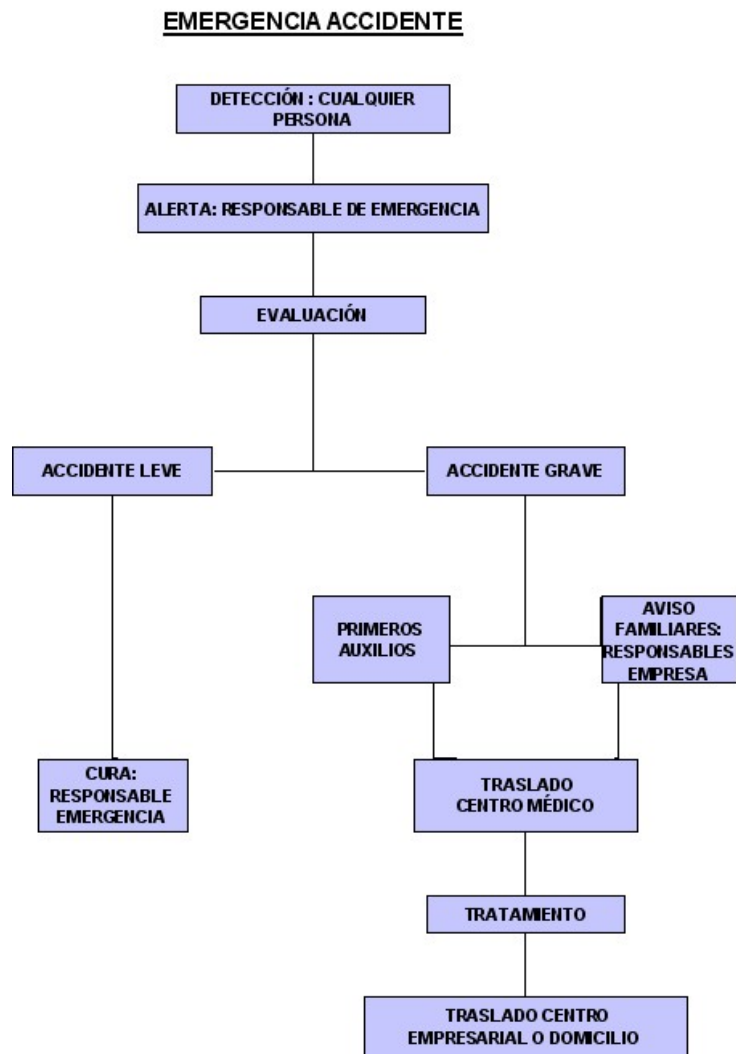 EMERGENCIA ACCIDENTE
DETECCIÓN : CUALQUIER
PERSONA
ALERTA: RESPONSABLE DE EMERGENCIA
EVALUACIÓN
ACCIDENTE LEVE
ACCIDENTE GRAVE
PRIMEROS
AUXILIOS
AVISO
FAMILIARES:
RESPONSABLES
EMPRESA
CURA:
RESPONSABLE
EMERGENCIA
TRASLADO
CENTRO MÉDICO
TRATAMIENTO
TRASLADO CENTRO
EMPRESARIAL O DOMICILIO